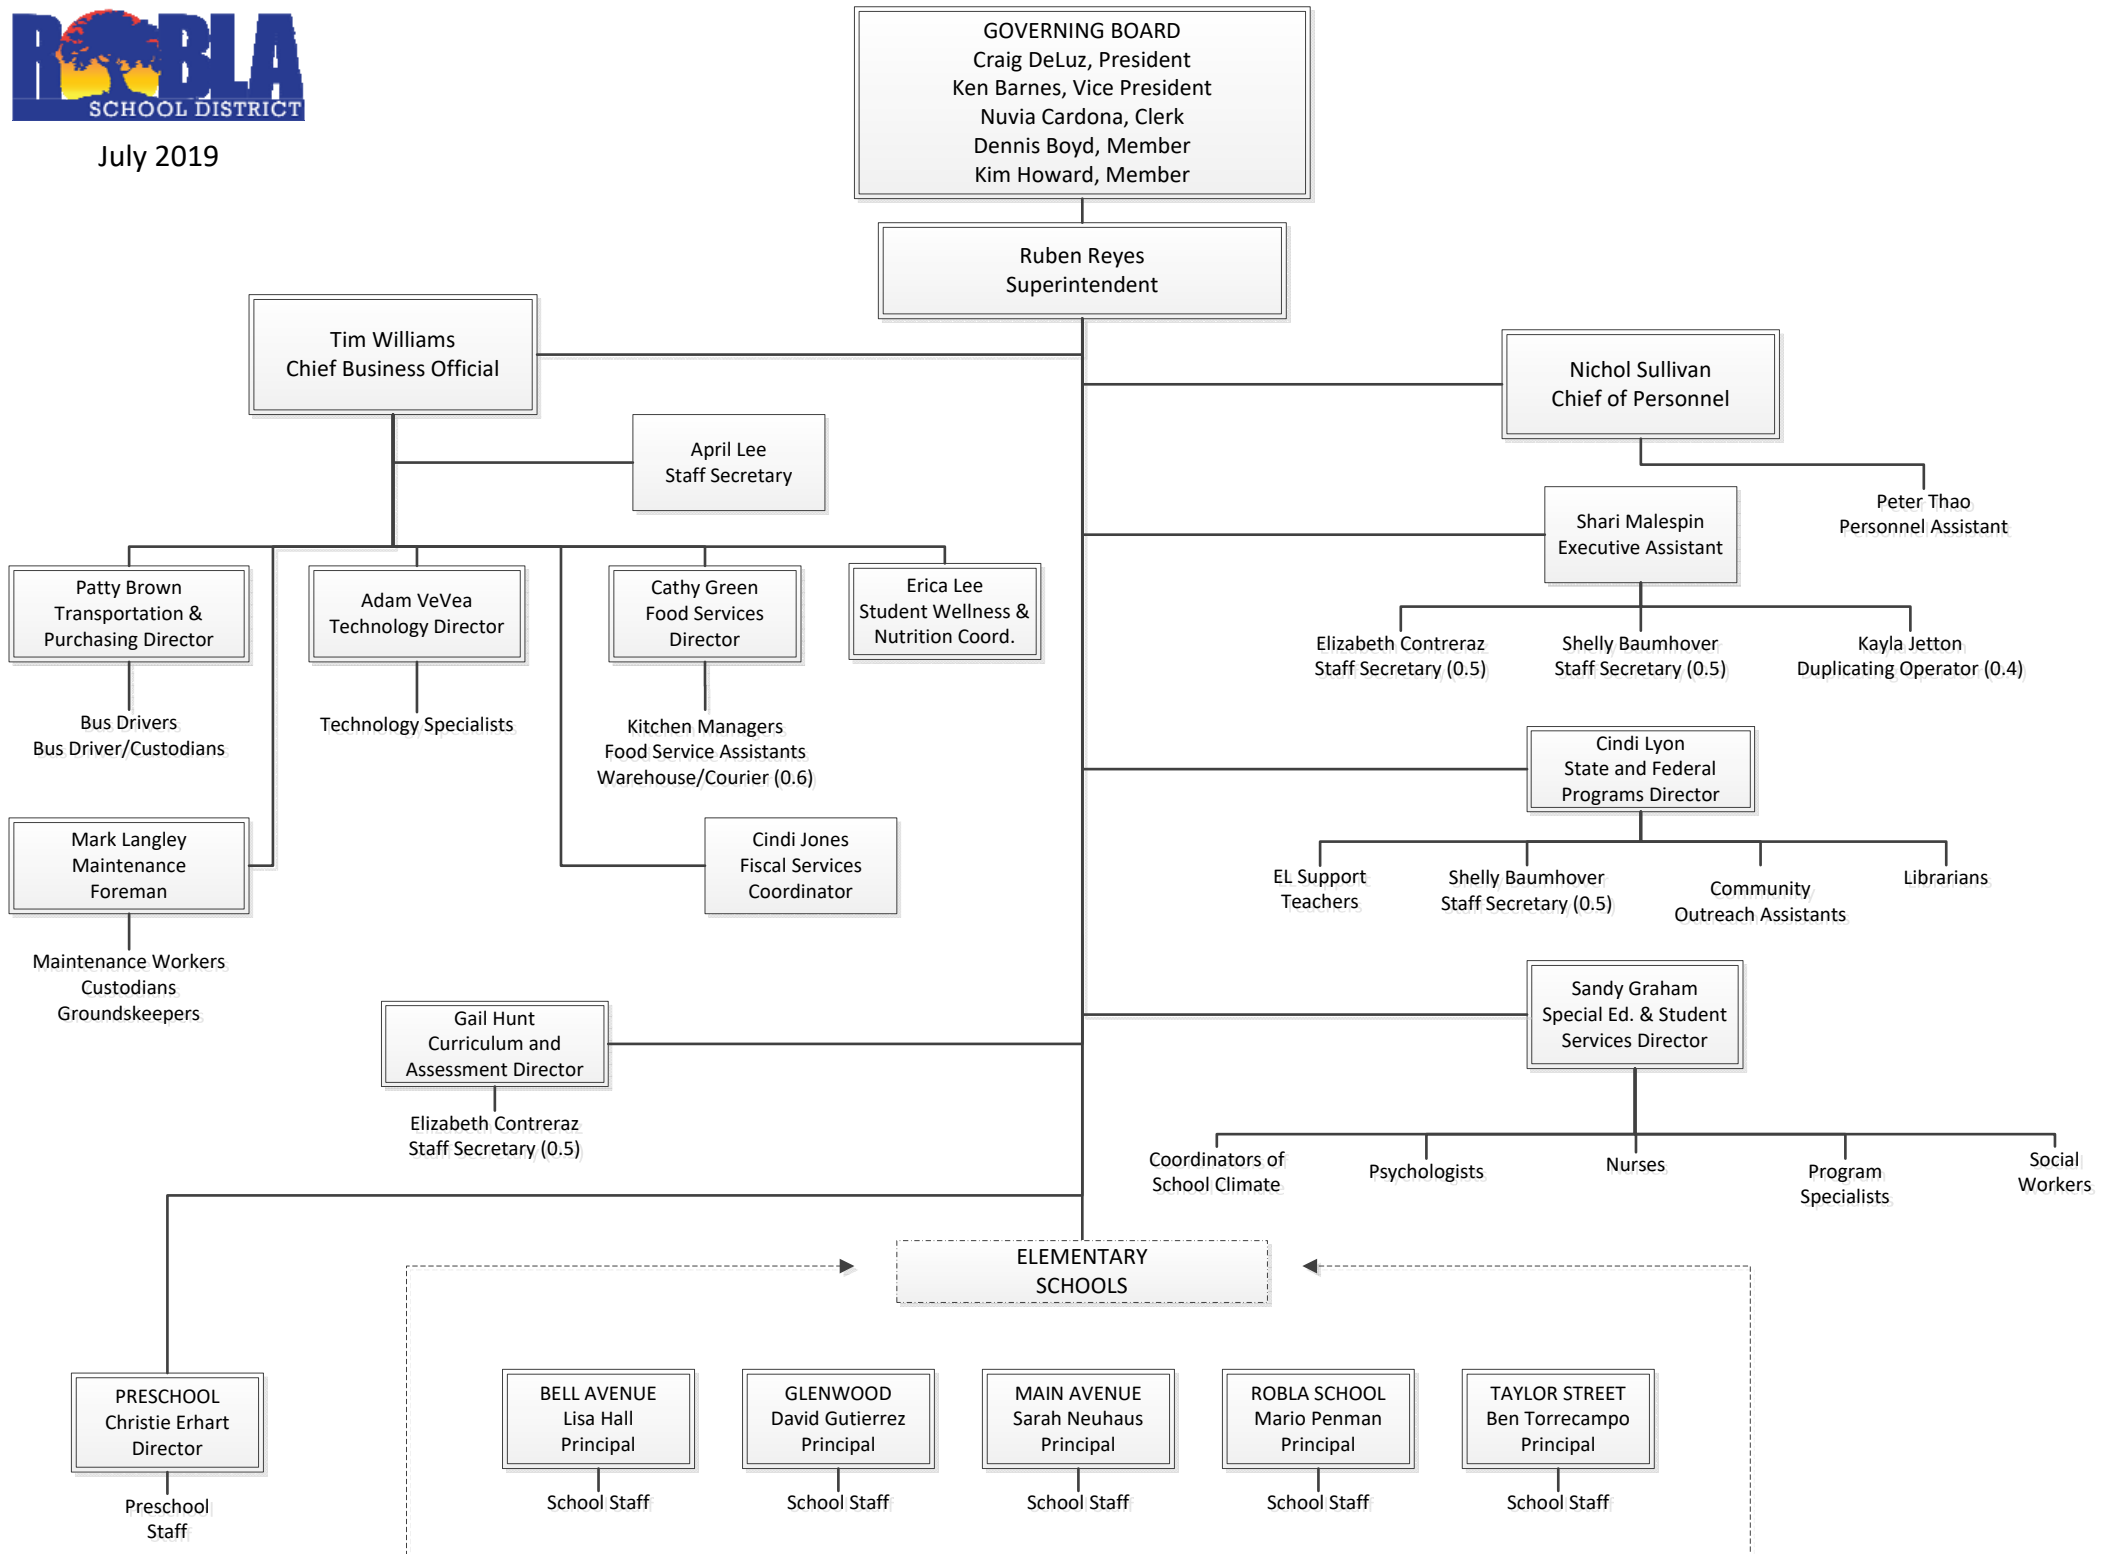 ROBLA
SCHOOL DISTRICT
July 2019
GOVERNING BOARD
Craig DeLuz, President
Ken Barnes, Vice President
Nuvia Cardona, Clerk
Dennis Boyd, Member
Kim Howard, Member
Ruben Reyes
Superintendent
Tim Williams
Chief Business Official
Nichol Sullivan
Chief of Personnel
April Lee
Staff Secretary
Peter Thao
Personnel Assistant
Shari Malespin
Executive Assistant
Patty Brown
Transportation &
Purchasing Director
Adam VeVea
Technology Director
Cathy Green
Food Services
Director
Erica Lee
Student Wellness &
Nutrition Coord.
Elizabeth Contreraz
Staff Secretary (0.5)
Shelly Baumhover
Staff Secretary (0.5)
Kayla Jetton
Duplicating Operator (0.4)
Bus Drivers
Bus Driver/Custodians
Technology Specialists
Kitchen Managers
Food Service Assistants
Warehouse/Courier (0.6)
Cindi Lyon
State and Federal
Programs Director
Mark Langley
Maintenance
Foreman
Cindi Jones
Fiscal Services
Coordinator
EL Support
Teachers
Shelly Baumhover
Staff Secretary (0.5)
Community
Outreach Assistants
Librarians
Maintenance Workers
Custodians
Groundskeepers
Sandy Graham
Special Ed. & Student
Services Director
Gail Hunt
Curriculum and
Assessment Director
Elizabeth Contreraz
Staff Secretary (0.5)
Coordinators of
School Climate
Psychologists
Nurses
Program
Specialists
Social
Workers
ELEMENTARY
SCHOOLS
PRESCHOOL
Christie Erhart
Director
BELL AVENUE
Lisa Hall
Principal
GLENWOOD
David Gutierrez
Principal
MAIN AVENUE
Sarah Neuhaus
Principal
ROBLA SCHOOL
Mario Penman
Principal
TAYLOR STREET
Ben Torrecampo
Principal
Preschool
Staff
School Staff
School Staff
School Staff
School Staff
School Staff